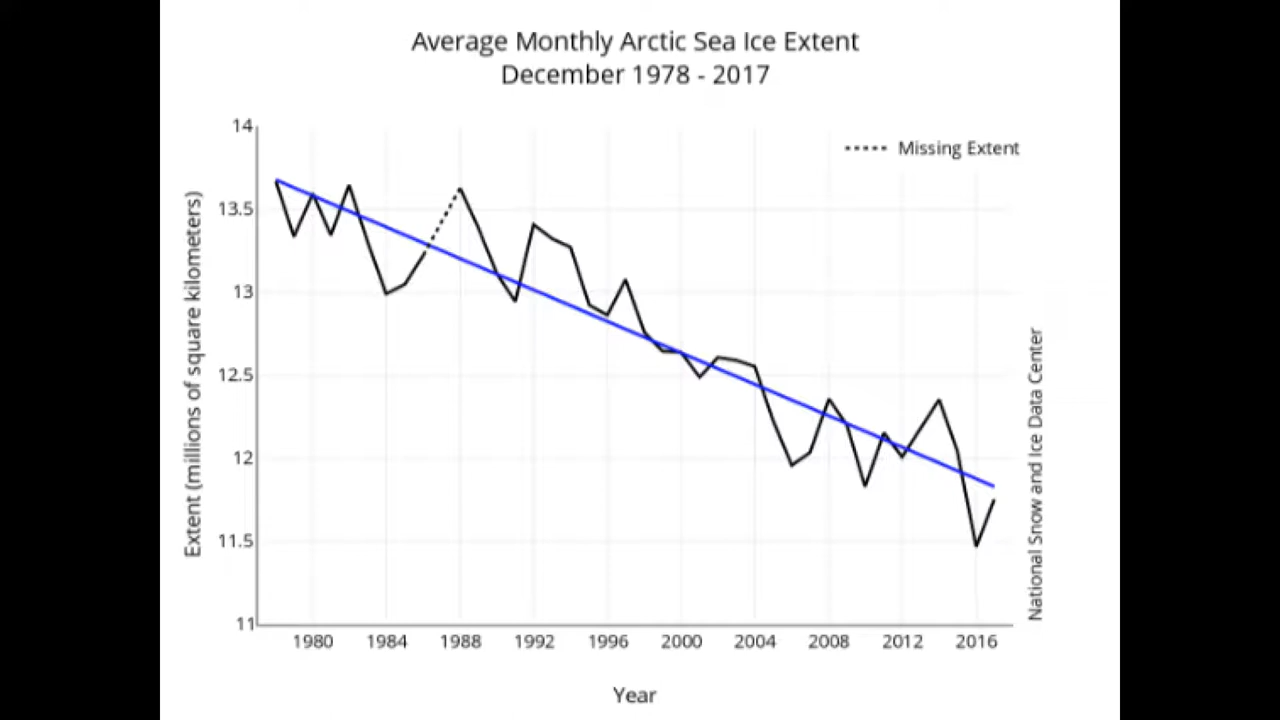 Average Monthly Arctic Sea Ice Extent
December 1978 - 2017
Missing Extent
14
13.5
13
12.5
12
11.5
11
Extent (millions of square kilometers)
National Snow and Ice Data Center
1980 1984 1988 1992 1996 2000 2004 2008 2012 2016
Year